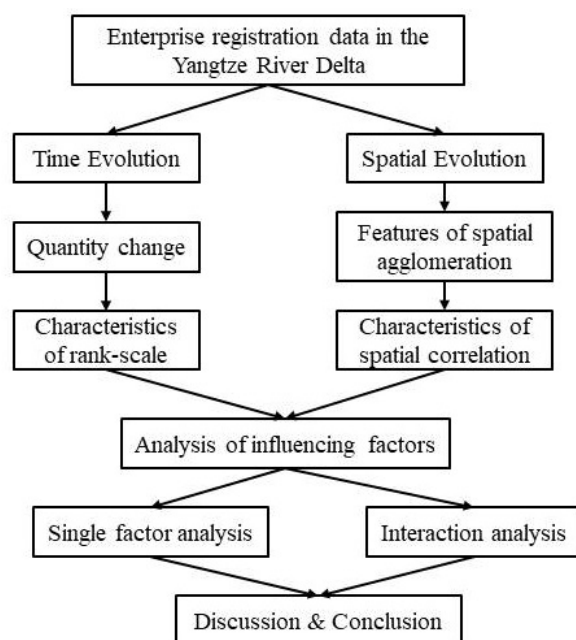 Enterprise registration data in the
Yangtze River Delta
Time Evolution
Spatial Evolution
Quantity change
Features of spatial
agglomeration
Characteristics
of rank-scale
Characteristics of
spatial correlation
Analysis of influencing factors
Single factor analysis
Interaction analysis
Discussion & Conclusion